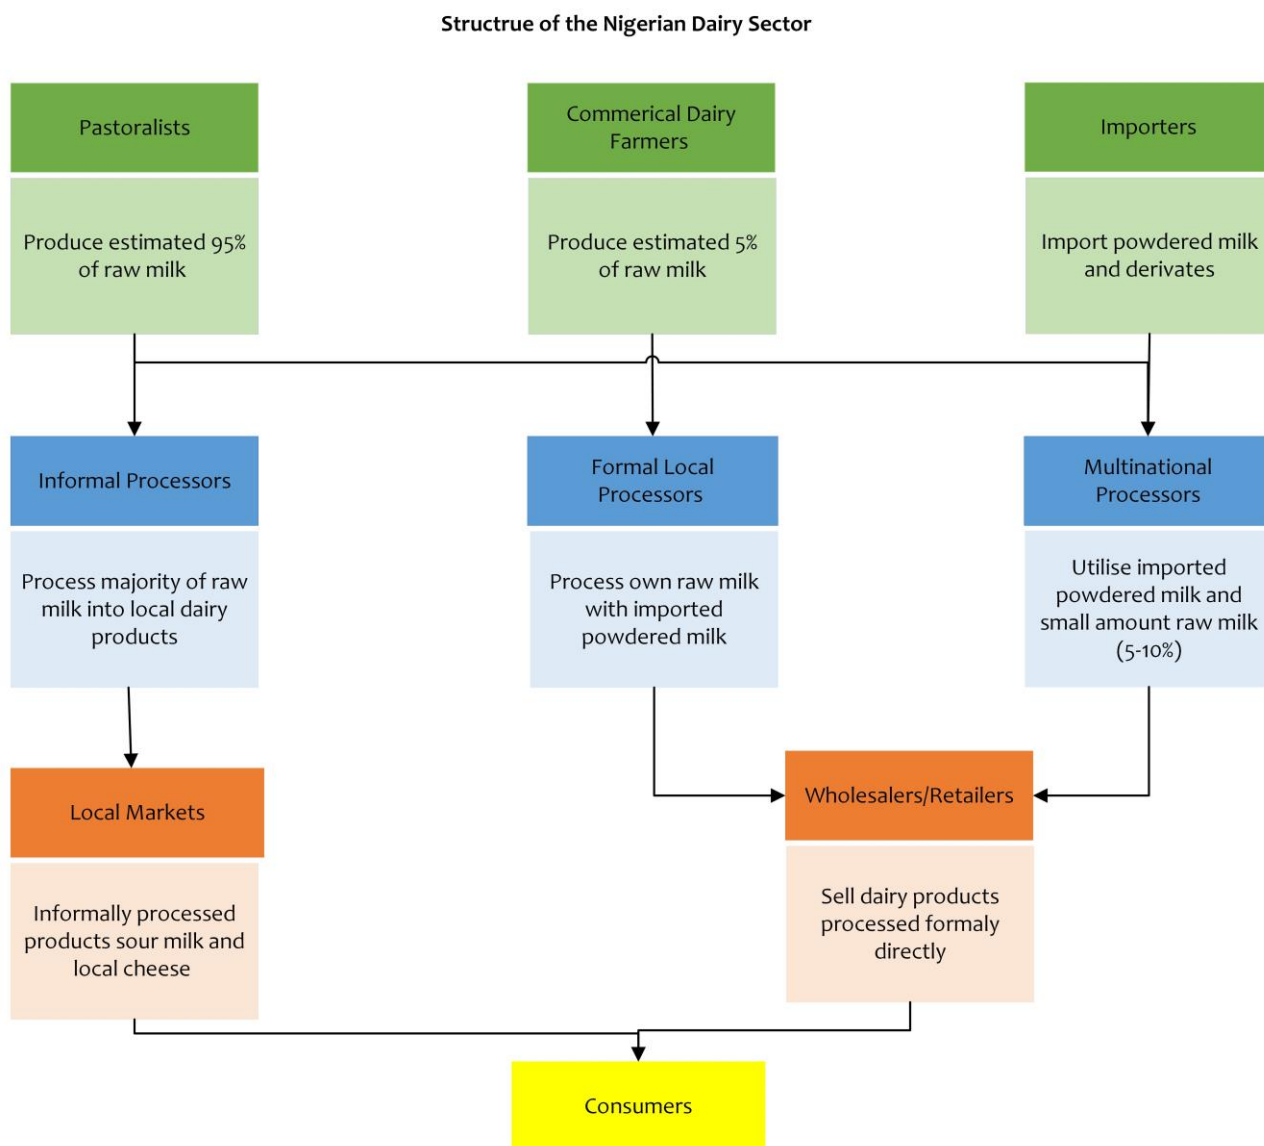 Structrue of the Nigerian Dairy Sector
Pastoralists
Commerical Dairy
Farmers
Importers
Produce estimated 95%
of raw milk
Produce estimated 5%
of raw milk
Import powdered milk
and derivates
Informal Processors
Formal Local
Processors
Multinational
Processors
Process majority of raw
milk into local dairy
products
Process own raw milk
with imported
powdered milk
Utilise imported
powdered milk and
small amount raw milk
(5-10%)
Local Markets
Wholesalers/Retailers
Informally processed
products sour milk and
local cheese
Sell dairy products
processed formaly
directly
Consumers